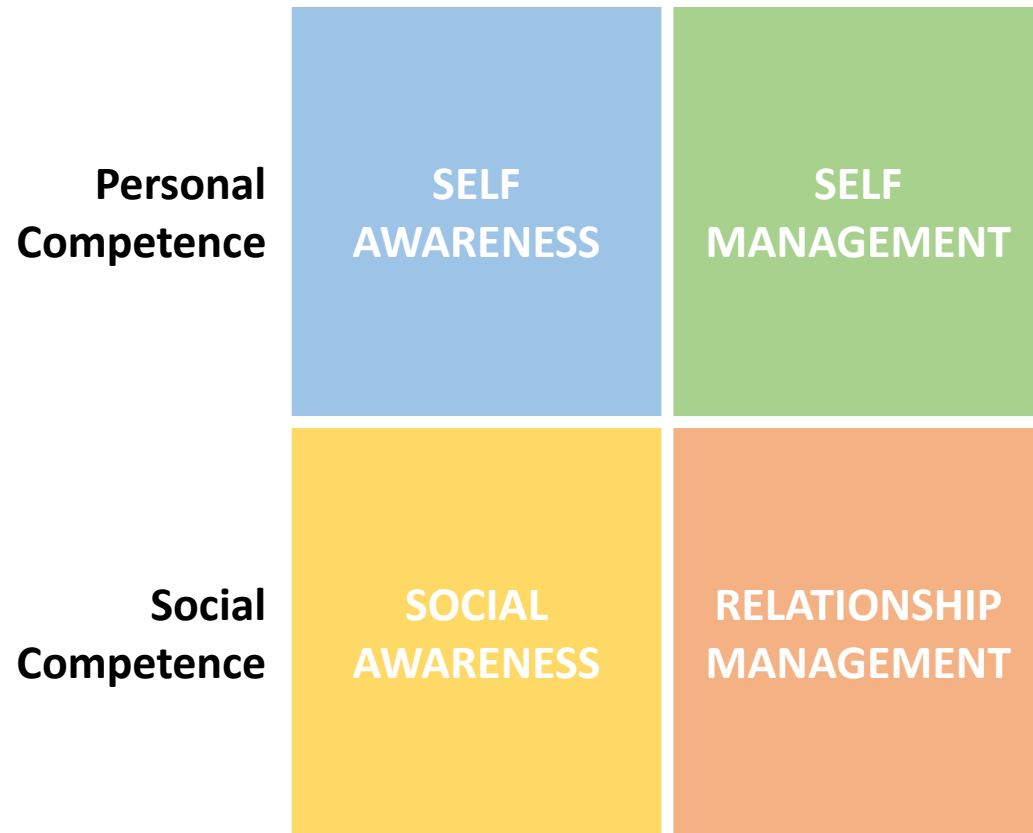 Personal
Competence
SELF
AWARENESS
SELF
MANAGEMENT
Social
Competence
SOCIAL
AWARENESS
RELATIONSHIP
MANAGEMENT